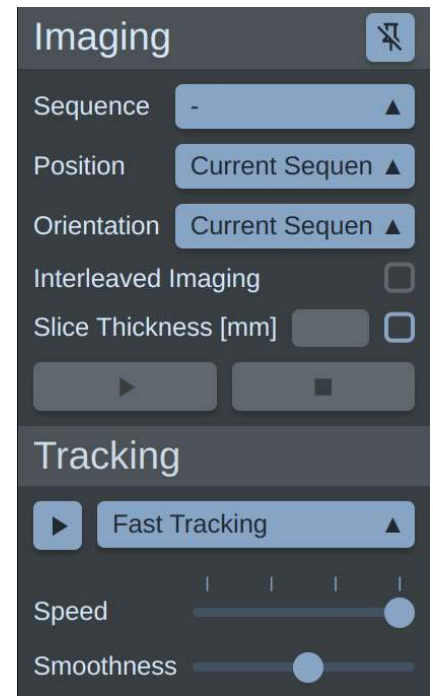 Imaging
Sequence -
Position Current Sequen
Orientation Current Sequen
Interleaved Imaging
Slice Thickness [mm]
Tracking
Fast Tracking
Speed
Smoothness